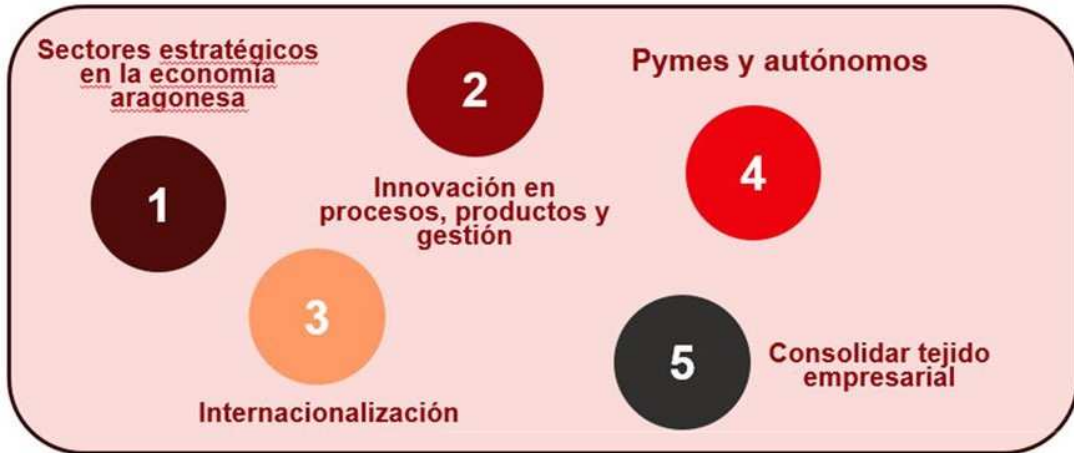 Sectores estratégicos
en la economía
aragonesa
1
2
Innovación en
procesos, productos y
gestión
3
Internacionalización
Pymes y autónomos
4
5
Consolidar tejido
empresarial